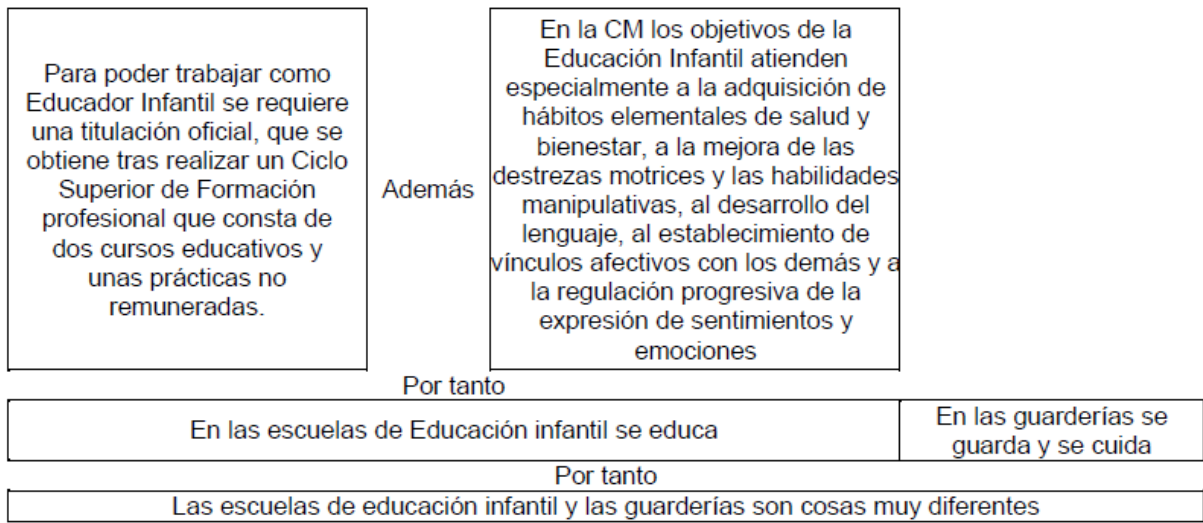 Para poder trabajar como
Educador Infantil se requiere
una titulación oficial, que se
obtiene tras realizar un Ciclo
Superior de Formación
profesional que consta de
dos cursos educativos y
unas prácticas no
remuneradas.
Además
En la CM los objetivos de la
Educación Infantil atienden
especialmente a la adquisición de
hábitos elementales de salud y
bienestar, a la mejora de las
destrezas motrices y las habilidades
manipulativas, al desarrollo del
lenguaje, al establecimiento de
vínculos afectivos con los demás y a
la regulación progresiva de la
expresión de sentimientos y
emociones
Por tanto
En las escuelas de Educación infantil se educa
En las guarderías se
guarda y se cuida
Por tanto
Las escuelas de educación infantil y las guarderías son cosas muy diferentes